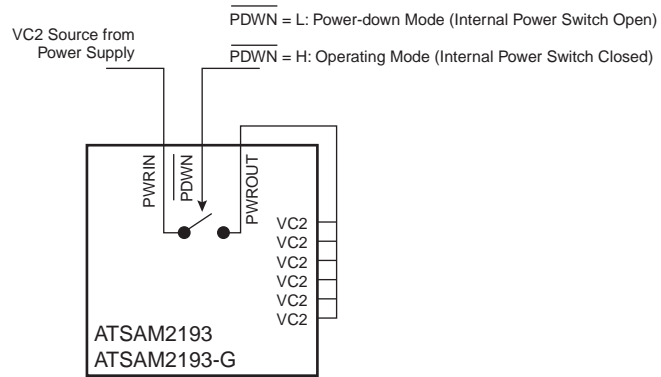 PDWN = L: Power-down Mode (Internal Power Switch Open)
VC2 Source from
Power Supply
PDWN = H: Operating Mode (Internal Power Switch Closed)
PWRIN
PDWN
PWROUT
VC2
VC2
VC2
VC2
VC2
VC2
ATSAM2193
ATSAM2193-G